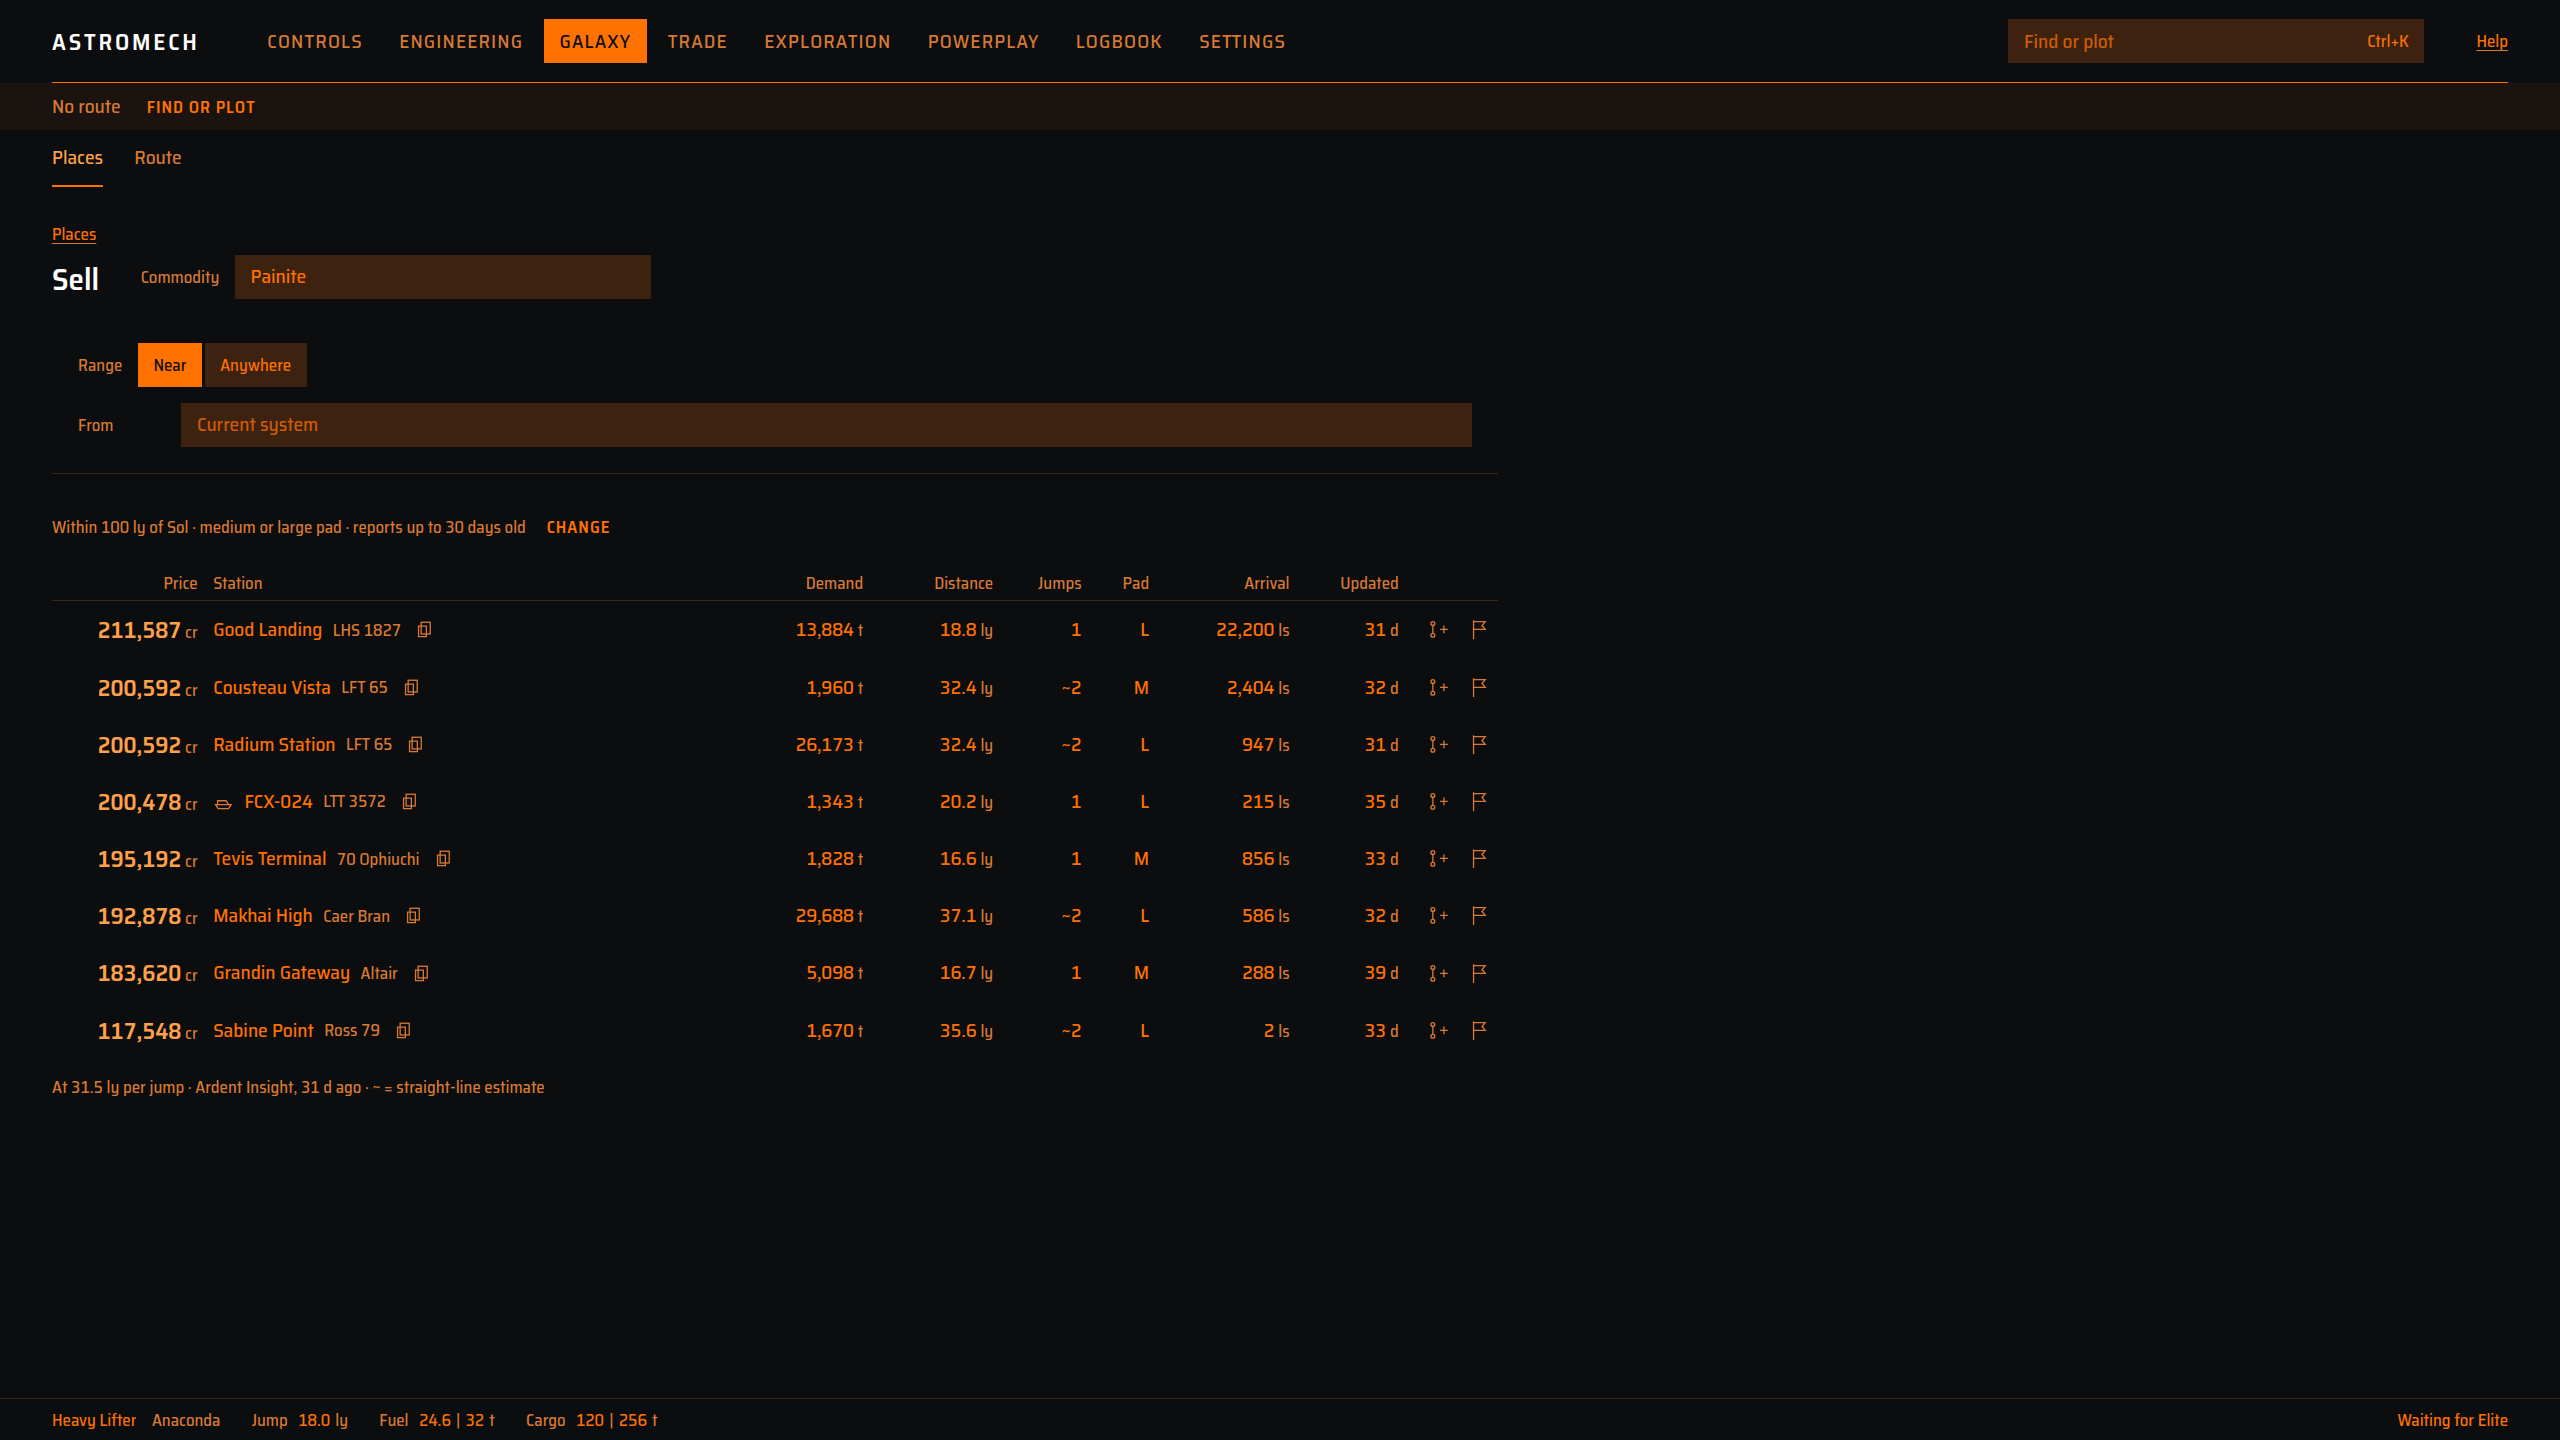 ASTROMECH CONTROLS ENGINEERING GALAXY TRADE EXPLORATION POWERPLAY LOGBOOK SETTINGS Find or plot Ctrl+K Help
No route FIND OR PLOT
Places Route
Places
Sell Commodity Painite
Range Near Anywhere
From Current system
Within 100 ly of Sol · medium or large pad · reports up to 30 days old CHANGE
Price Station Demand Distance Jumps Pad Arrival Updated
211,587 cr Good Landing LHS 1827 13,884 t 18.8 ly 1 L 22,200 ls 31 d
200,592 cr Cousteau Vista LFT 65 1,960 t 32.4 ly ~2 M 2,404 ls 32 d
200,592 cr Radium Station LFT 65 26,173 t 32.4 ly ~2 L 947 ls 31 d
200,478 cr FCX-024 LTT 3572 1,343 t 20.2 ly 1 L 215 ls 35 d
195,192 cr Tevis Terminal 70 Ophiuchi 1,828 t 16.6 ly 1 M 856 ls 33 d
192,878 cr Makhai High Caer Bran 29,688 t 37.1 ly ~2 L 586 ls 32 d
183,620 cr Grandin Gateway Altair 5,098 t 16.7 ly 1 M 288 ls 39 d
117,548 cr Sabine Point Ross 79 1,670 t 35.6 ly ~2 L 2 ls 33 d
At 31.5 ly per jump · Ardent Insight, 31 d ago · ~ = straight-line estimate
Heavy Lifter Anaconda Jump 18.0 ly Fuel 24.6 | 32 t Cargo 120 | 256 t Waiting for Elite